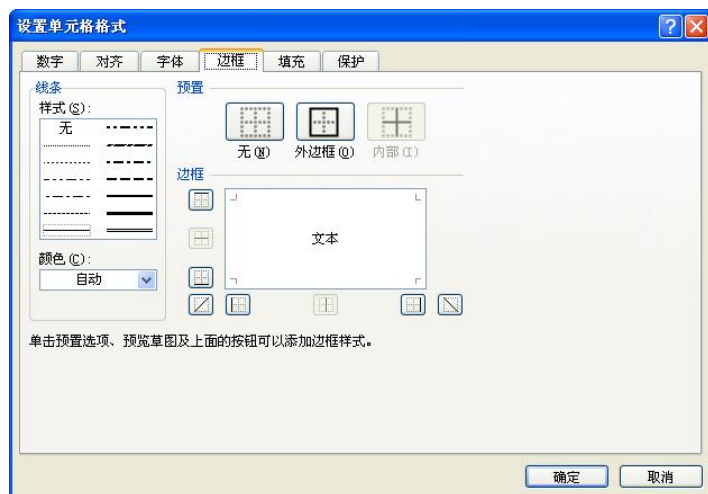 设置单元格格式
数字 对齐 字体 边框 填充 保护
线条
样式(S):
无
颜色(C):
自动
预置
无(N) 外边框(O) 内部(I)
边框
文本
单击预置选项、预览草图及上面的按钮可以添加边框样式。
确定 取消